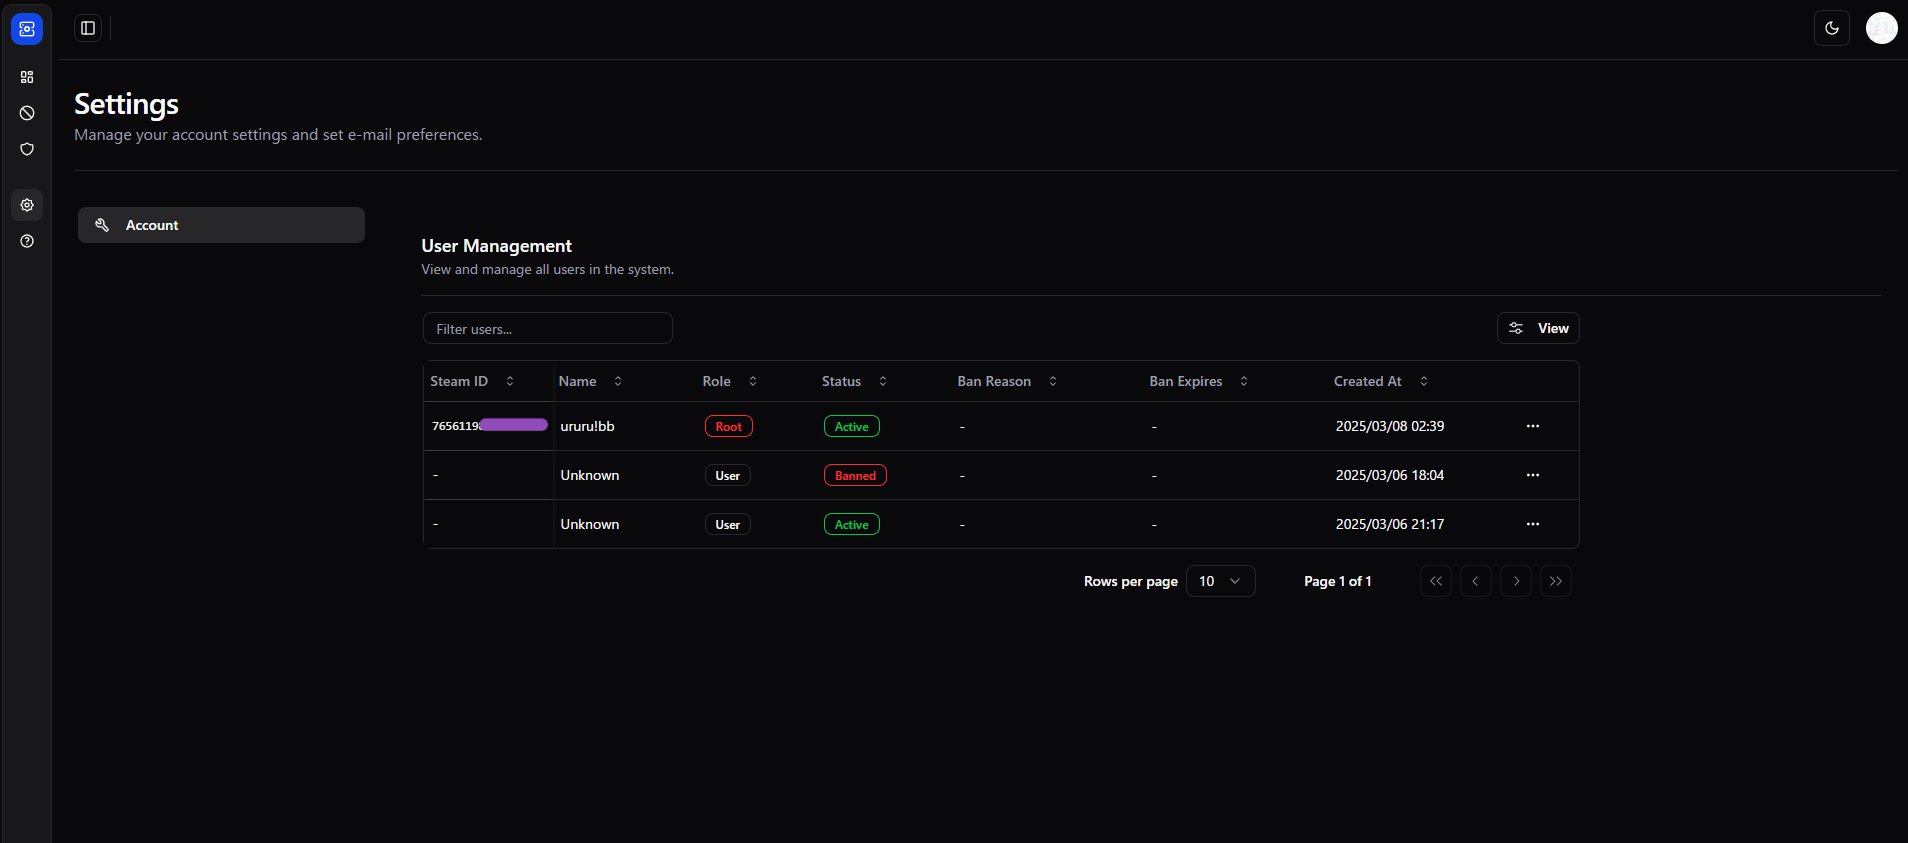 Settings
Manage your account settings and set e-mail preferences.
Account
User Management
View and manage all users in the system.
Filter users...
View
Steam ID Name Role Status Ban Reason Ban Expires Created At
7656119 ururu!bb Root Active - - 2025/03/08 02:39
- Unknown User Banned - - 2025/03/06 18:04
- Unknown User Active - - 2025/03/06 21:17
Rows per page 10 Page 1 of 1